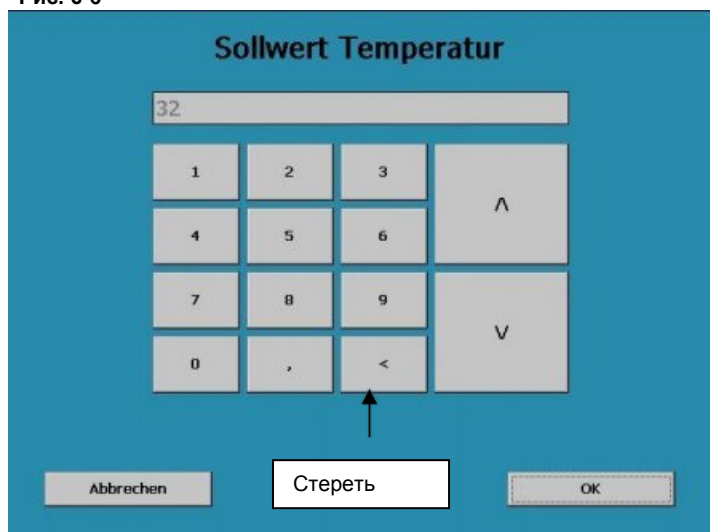 Sollwert Temperatur
32
1 2 3 ʌ
4 5 6
7 8 9 v
0 , <
Abbrechen Стереть OK